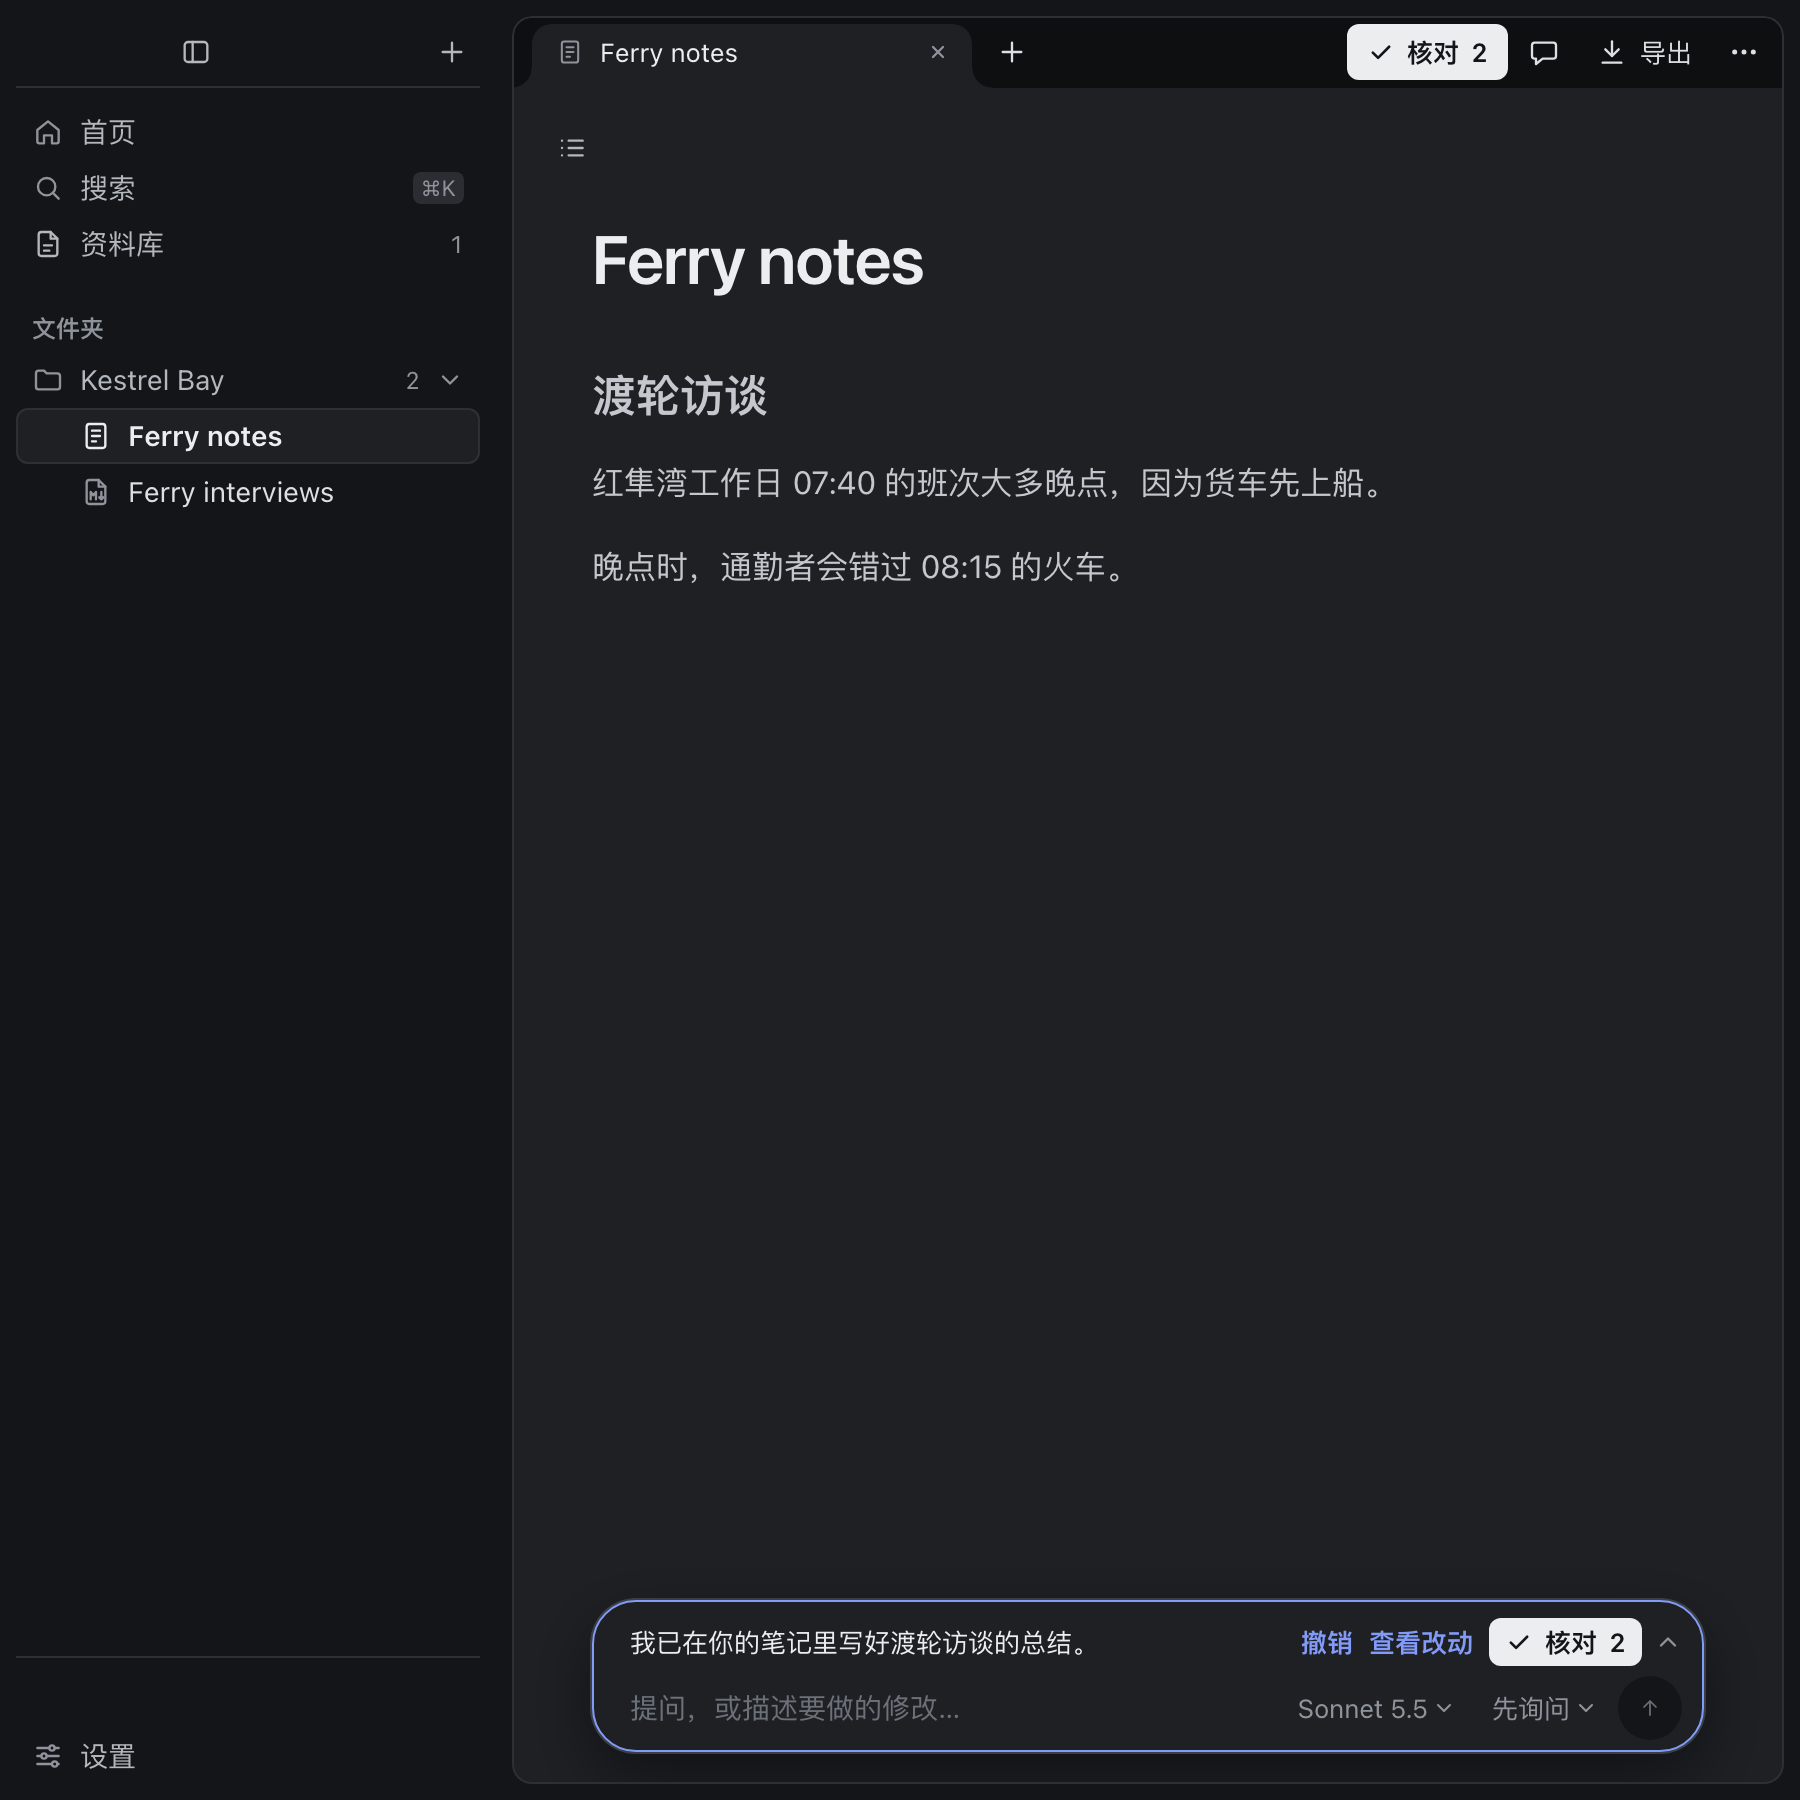 首页
搜索 ⌘K
资料库 1
文件夹
Kestrel Bay 2
Ferry notes
Ferry interviews
设置
Ferry notes
核对 2
导出
Ferry notes
渡轮访谈
红隼湾工作日 07:40 的班次大多晚点，因为货车先上船。
晚点时，通勤者会错过 08:15 的火车。
我已在你的笔记里写好渡轮访谈的总结。 撤销 查看改动 核对 2
提问，或描述要做的修改... Sonnet 5.5 先询问